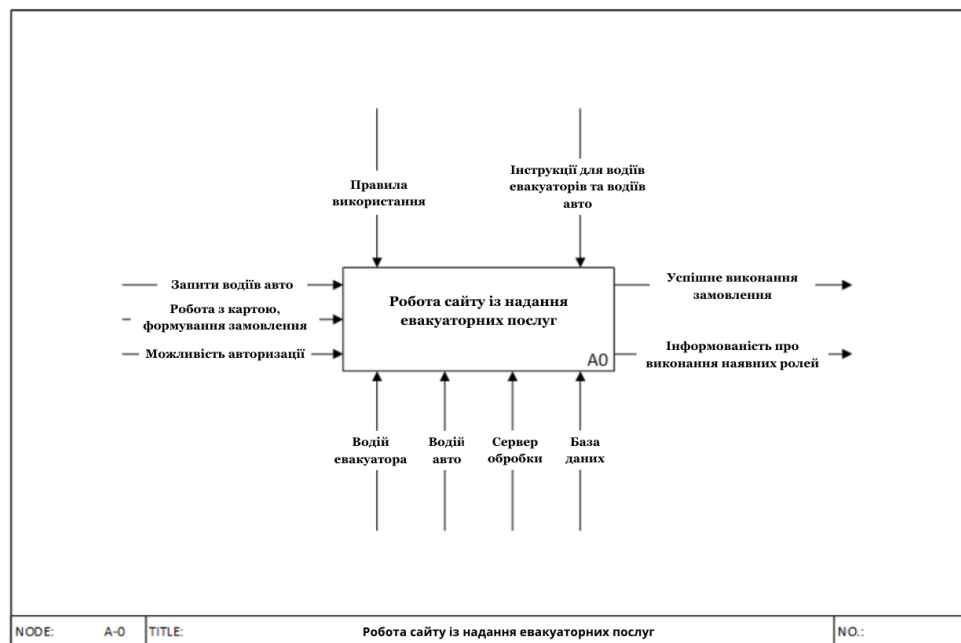 Правила
використання
Інструкції для водіїв
евакуаторів та водіїв
авто
Запити водіїв авто
Робота з картою,
формування замовлення
Можливість авторизації
Робота сайту із надання
евакуаторних послуг
A0
Успішне виконання
замовлення
Інформованість про
виконання наявних ролей
Водій
евакуатора
Водій
авто
Сервер
обробки
База
даних
NODE: A-0
TITLE: Робота сайту із надання евакуаторних послуг
NO.: